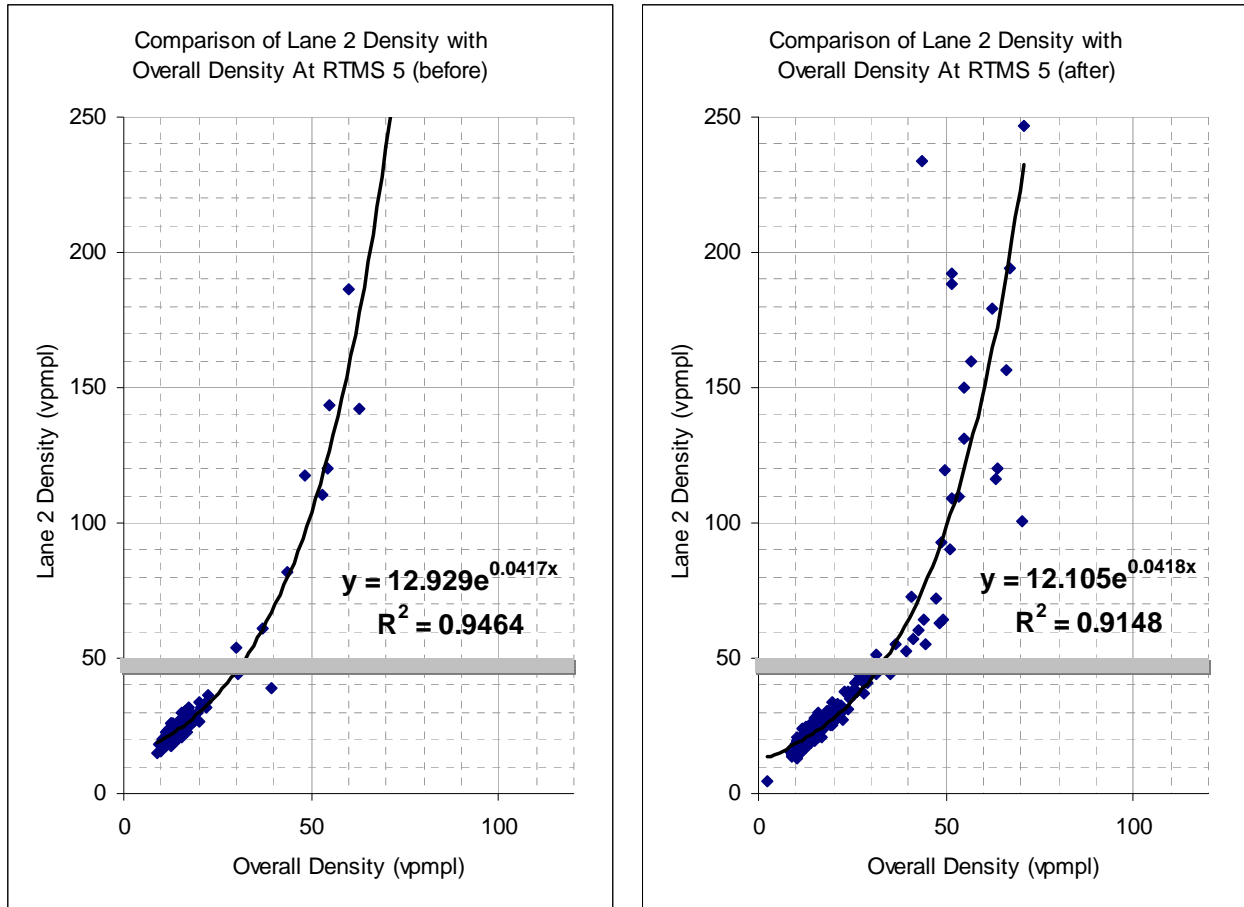 Comparison of Lane 2 Density with
Overall Density At RTMS 5 (before)
250
200
150
100
50
0
Lane 2 Density (vpmpl)
y = 12.929e^0.0417x
R² = 0.9464
0 50 100
Overall Density (vpmpl)
Comparison of Lane 2 Density with
Overall Density At RTMS 5 (after)
250
200
150
100
50
0
Lane 2 Density (vpmpl)
y = 12.105e^0.0418x
R² = 0.9148
0 50 100
Overall Density (vpmpl)